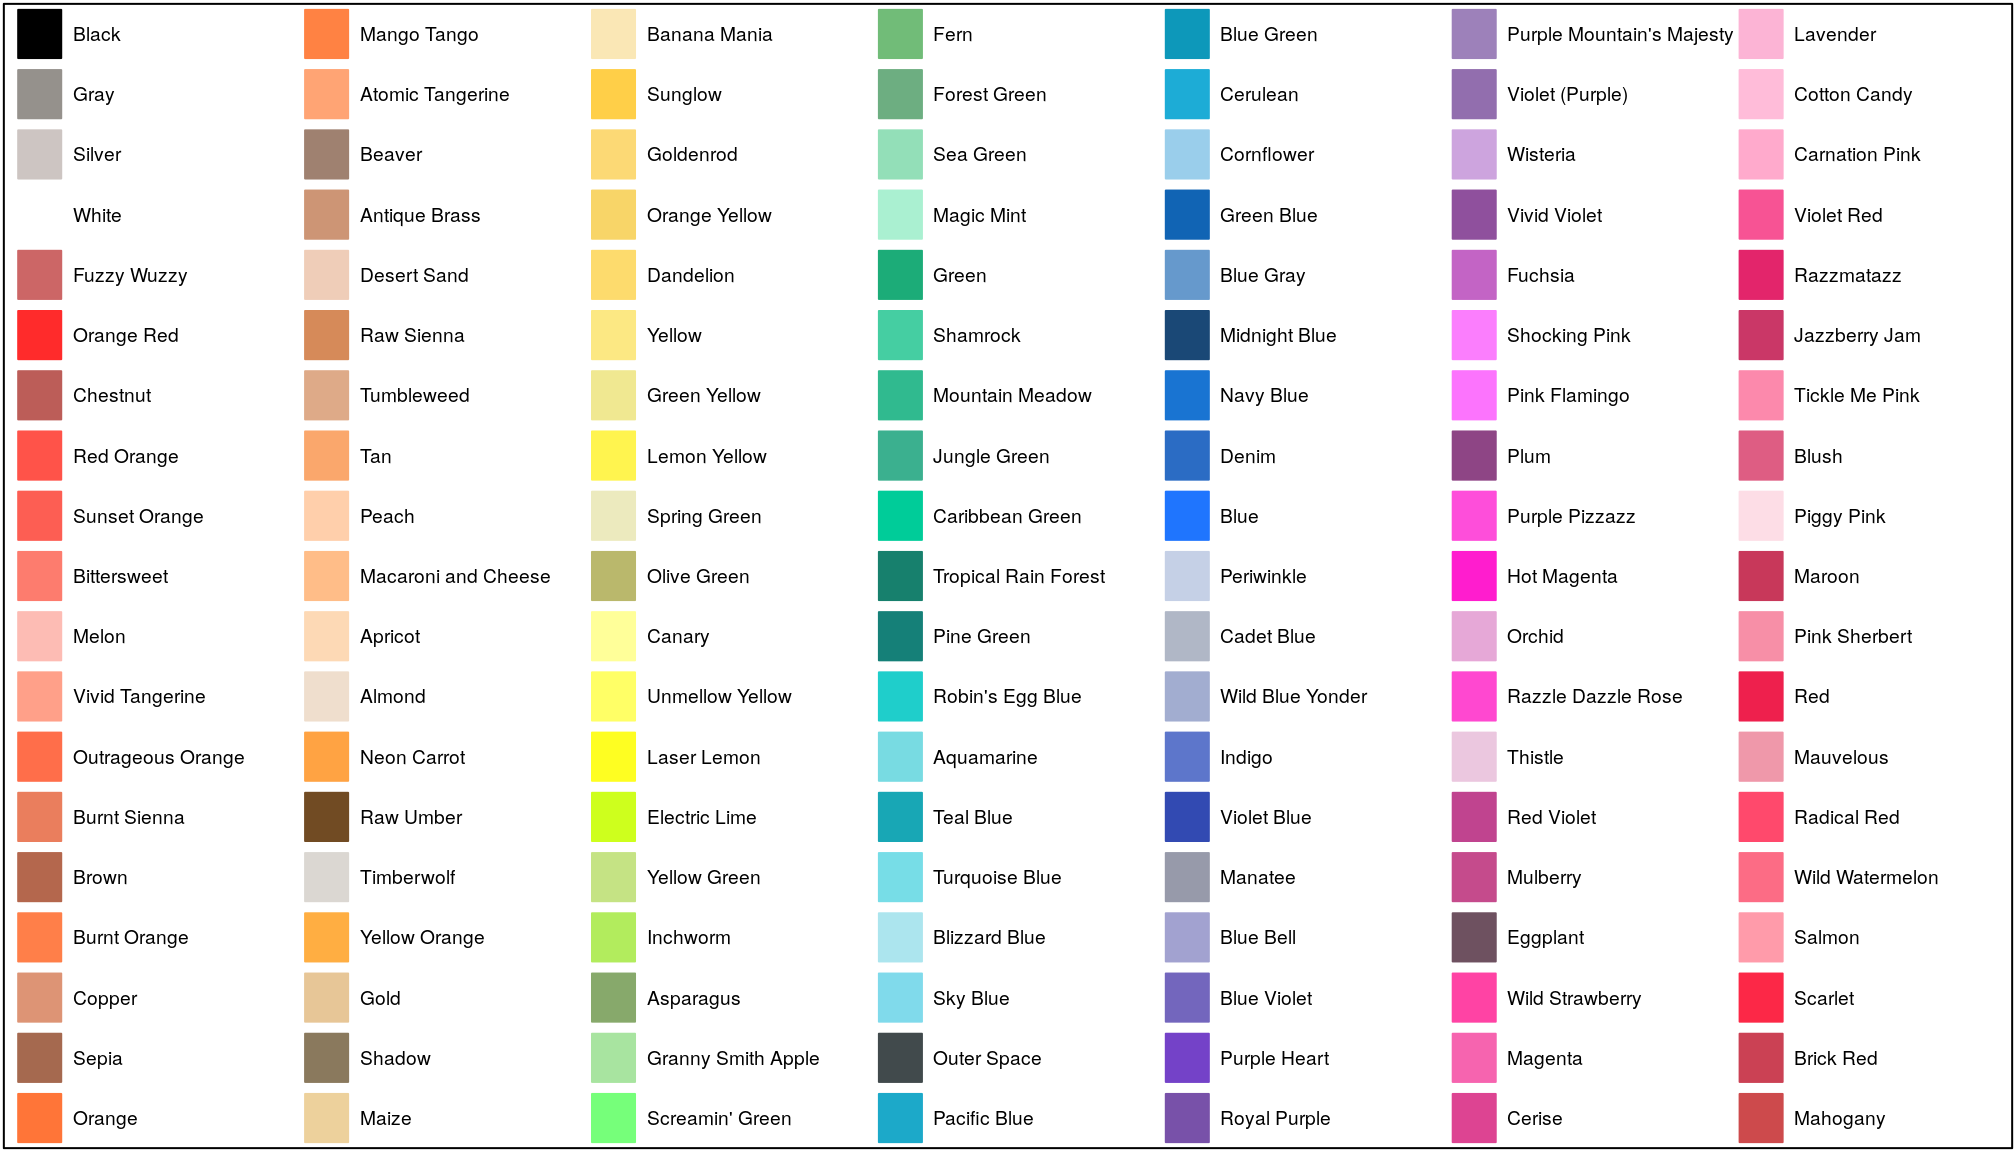 Black
Gray
Silver
White
Fuzzy Wuzzy
Orange Red
Chestnut
Red Orange
Sunset Orange
Bittersweet
Melon
Vivid Tangerine
Outrageous Orange
Burnt Sienna
Brown
Burnt Orange
Copper
Sepia
Orange
Mango Tango
Atomic Tangerine
Beaver
Antique Brass
Desert Sand
Raw Sienna
Tumbleweed
Tan
Peach
Macaroni and Cheese
Apricot
Almond
Neon Carrot
Raw Umber
Timberwolf
Yellow Orange
Gold
Shadow
Maize
Banana Mania
Sunglow
Goldenrod
Orange Yellow
Dandelion
Yellow
Green Yellow
Lemon Yellow
Spring Green
Olive Green
Canary
Unmellow Yellow
Laser Lemon
Electric Lime
Yellow Green
Inchworm
Asparagus
Granny Smith Apple
Screamin' Green
Fern
Forest Green
Sea Green
Magic Mint
Green
Shamrock
Mountain Meadow
Jungle Green
Caribbean Green
Tropical Rain Forest
Pine Green
Robin's Egg Blue
Aquamarine
Teal Blue
Turquoise Blue
Blizzard Blue
Sky Blue
Outer Space
Pacific Blue
Blue Green
Cerulean
Cornflower
Green Blue
Blue Gray
Midnight Blue
Navy Blue
Denim
Blue
Periwinkle
Cadet Blue
Wild Blue Yonder
Indigo
Violet Blue
Manatee
Blue Bell
Blue Violet
Purple Heart
Royal Purple
Purple Mountain's Majesty
Violet (Purple)
Wisteria
Vivid Violet
Fuchsia
Shocking Pink
Pink Flamingo
Plum
Purple Pizzazz
Hot Magenta
Orchid
Razzle Dazzle Rose
Thistle
Red Violet
Mulberry
Eggplant
Wild Strawberry
Magenta
Cerise
Lavender
Cotton Candy
Carnation Pink
Violet Red
Razzmatazz
Jazzberry Jam
Tickle Me Pink
Blush
Piggy Pink
Maroon
Pink Sherbert
Red
Mauvelous
Radical Red
Wild Watermelon
Salmon
Scarlet
Brick Red
Mahogany